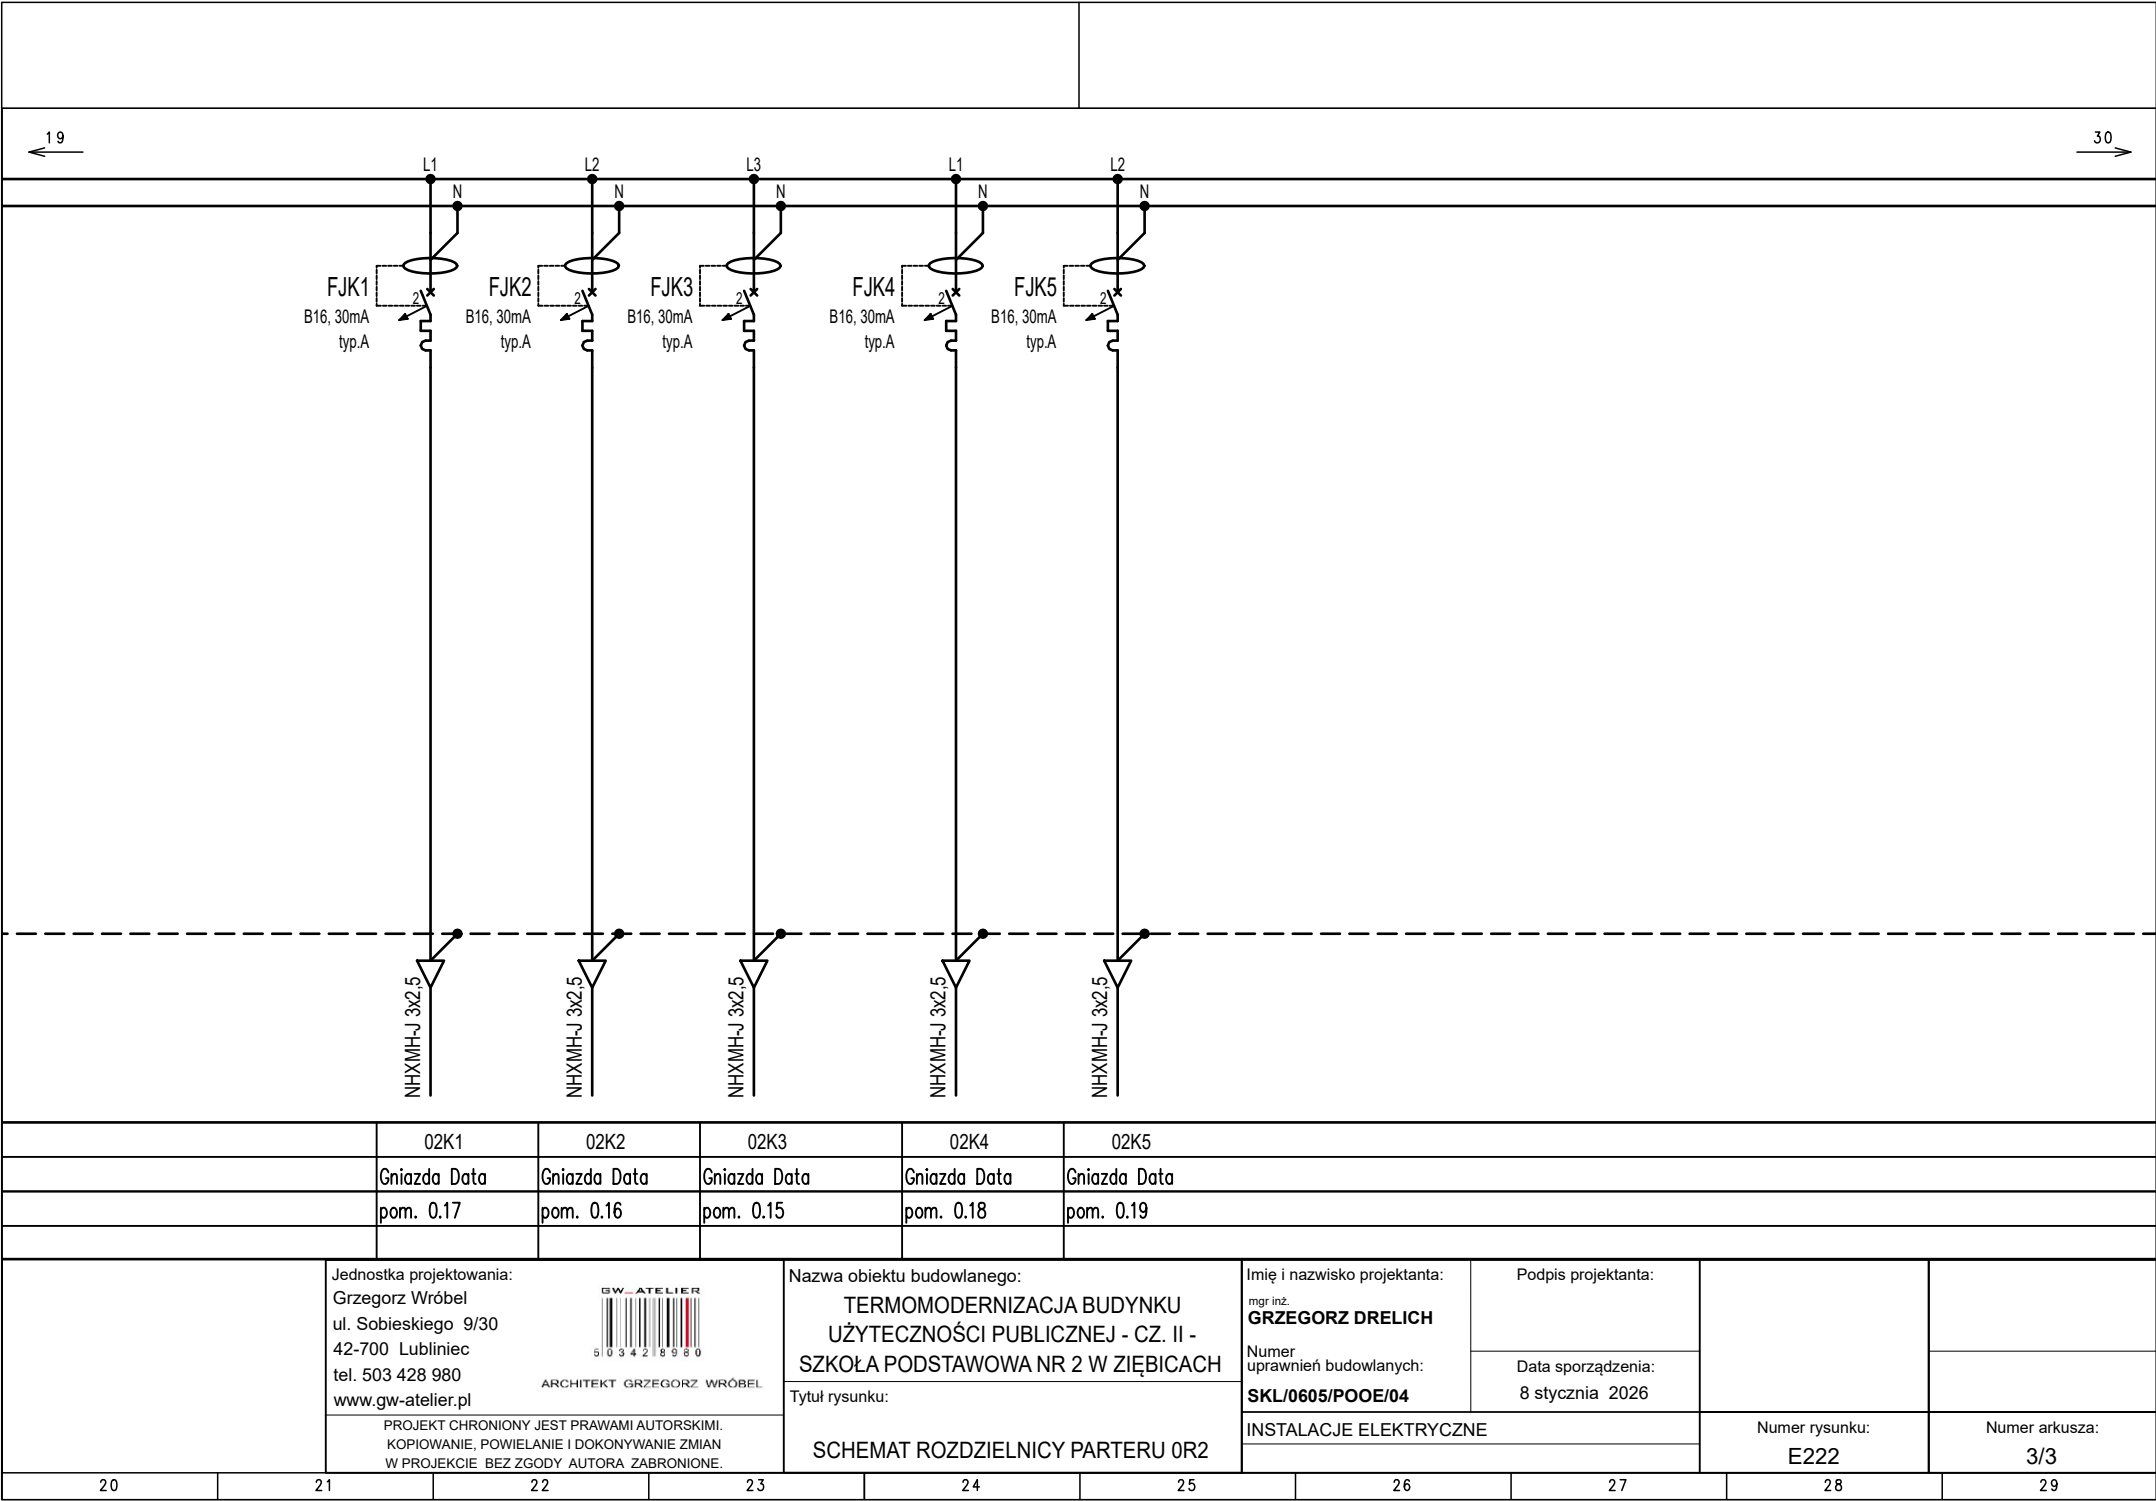 19
30
L1
L2
L3
L1
L2
N
N
N
N
N
FJK1
2
B16, 30mA
typ.A
FJK2
2
B16, 30mA
typ.A
FJK3
2
B16, 30mA
typ.A
FJK4
2
B16, 30mA
typ.A
FJK5
2
B16, 30mA
typ.A
NHXMH-J 3x2,5
NHXMH-J 3x2,5
NHXMH-J 3x2,5
NHXMH-J 3x2,5
NHXMH-J 3x2,5
02K1 02K2 02K3 02K4 02K5
Gniazda Data Gniazda Data Gniazda Data Gniazda Data Gniazda Data
pom. 0.17 pom. 0.16 pom. 0.15 pom. 0.18 pom. 0.19
Jednostka projektowania:
Grzegorz Wróbel
ul. Sobieskiego 9/30
42-700 Lubliniec
tel. 503 428 980
www.gw-atelier.pl
GW_ATELIER
503428980
ARCHITEKT GRZEGORZ WRÓBEL
PROJEKT CHRONIONY JEST PRAWAMI AUTORSKIMI.
KOPIOWANIE, POWIELANIE I DOKONYWANIE ZMIAN
W PROJEKCIE BEZ ZGODY AUTORA ZABRONIONE.
Nazwa obiektu budowlanego:
TERMOMODERNIZACJA BUDYNKU
UŻYTECZNOŚCI PUBLICZNEJ - CZ. II -
SZKOŁA PODSTAWOWA NR 2 W ZIĘBICACH
Tytuł rysunku:
SCHEMAT ROZDZIELNICY PARTERU 0R2
Imię i nazwisko projektanta:
mgr inż.
GRZEGORZ DRELICH
Numer
uprawnień budowlanych:
SKL/0605/POOE/04
Podpis projektanta:
Data sporządzenia:
8 stycznia 2026
INSTALACJE ELEKTRYCZNE
Numer rysunku:
E222
Numer arkusza:
3/3
20 21 22 23 24 25 26 27 28 29